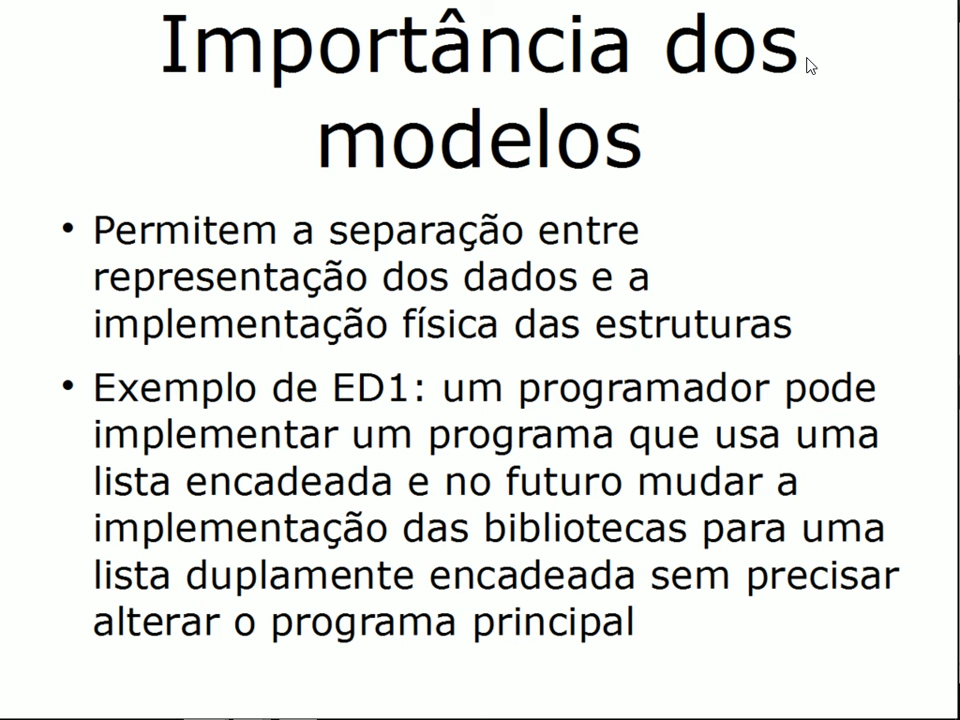 Importância dos
modelos
• Permitem a separação entre
representação dos dados e a
implementação física das estruturas
• Exemplo de ED1: um programador pode
implementar um programa que usa uma
lista encadeada e no futuro mudar a
implementação das bibliotecas para uma
lista duplamente encadeada sem precisar
alterar o programa principal